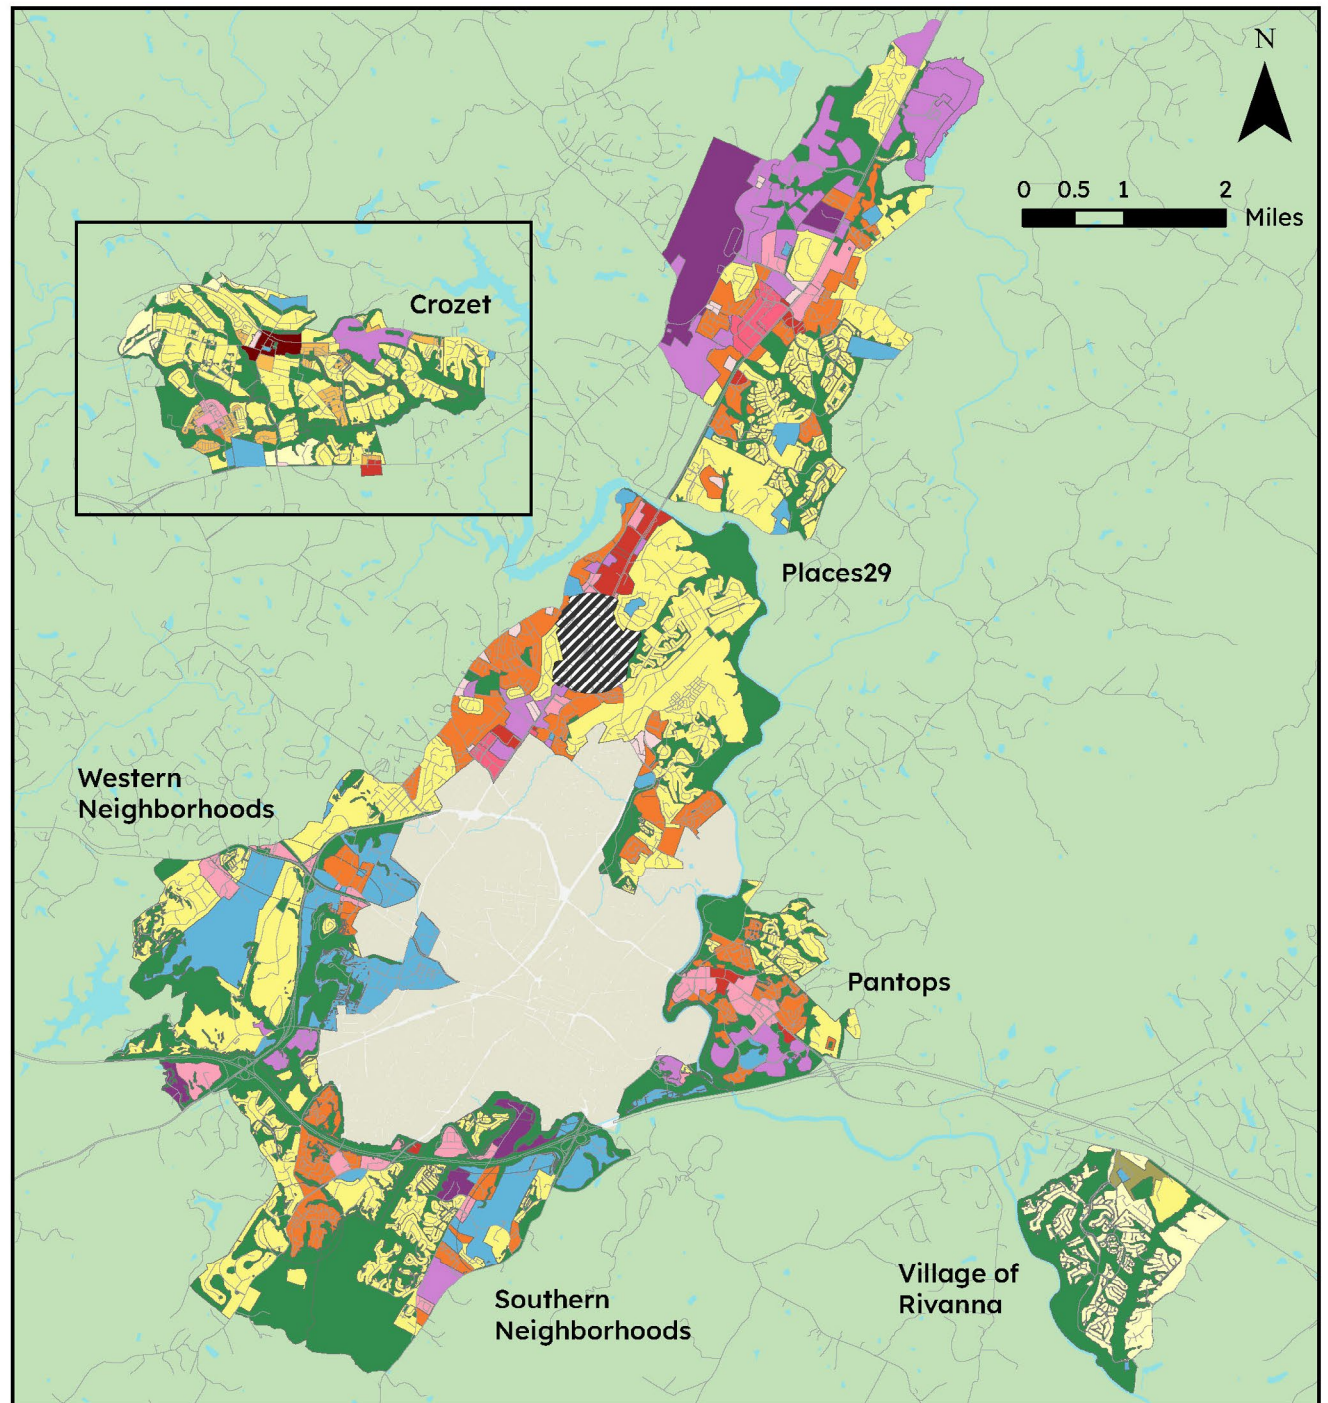 N
0 0.5 1 2
Miles
Crozet
Places29
Western
Neighborhoods
Pantops
Village of
Rivanna
Southern
Neighborhoods